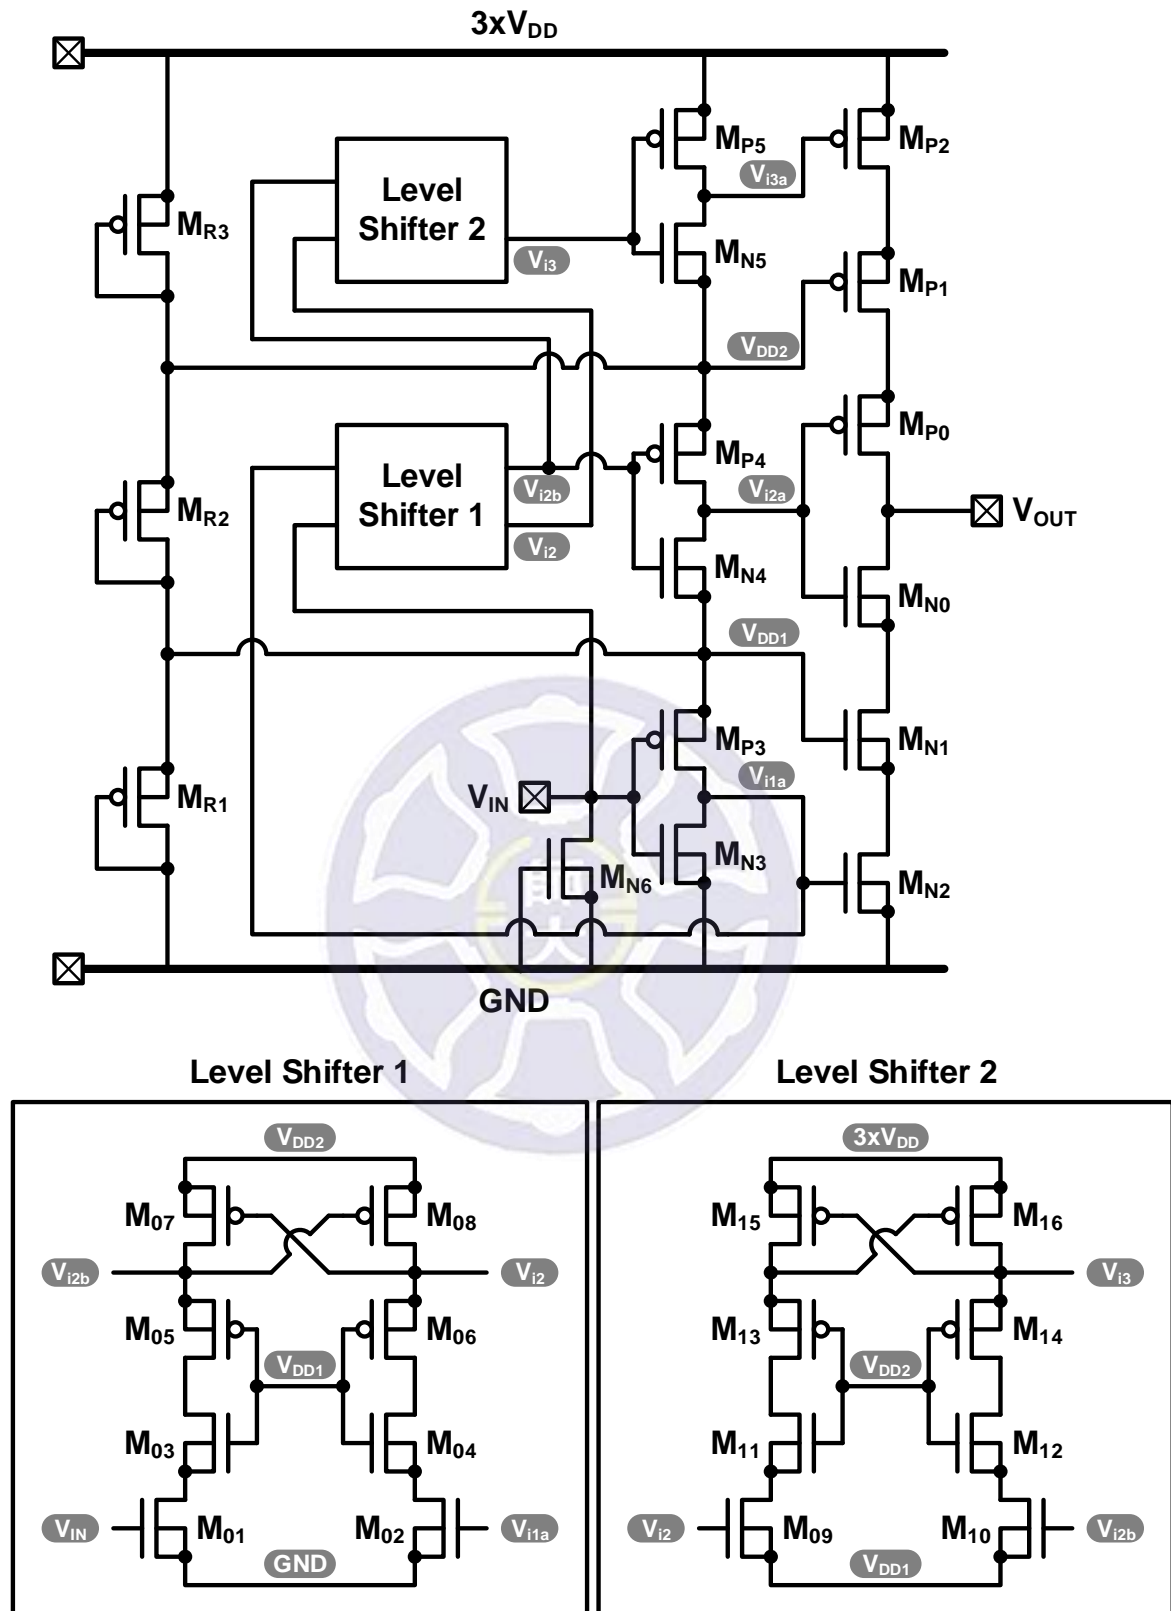 3xVDD
MP5
MP2
Vi3a
Level
Shifter 2
MR3
Vi3
MN5
MP1
VDD2
MP0
Level
Shifter 1
MR2
Vi2b
Vi2
MP4
Vi2a
VOUT
MN4
MN0
VDD1
MP3
MN1
Vi1a
MR1
VIN
MN3
MN6
MN2
GND
Level Shifter 1
VDD2
M07
M08
Vi2b
Vi2
M05
M06
VDD1
M03
M04
VIN
M01
M02
Vi1a
GND
Level Shifter 2
3xVDD
M15
M16
Vi3
M13
M14
VDD2
M11
M12
Vi2
M09
M10
Vi2b
VDD1